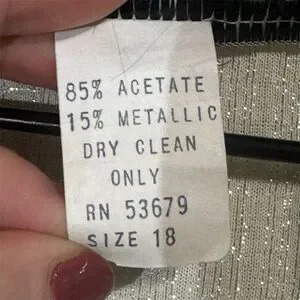 85% ACETATE
15% METALLIC
DRY CLEAN
ONLY
RN 53679
SIZE 18